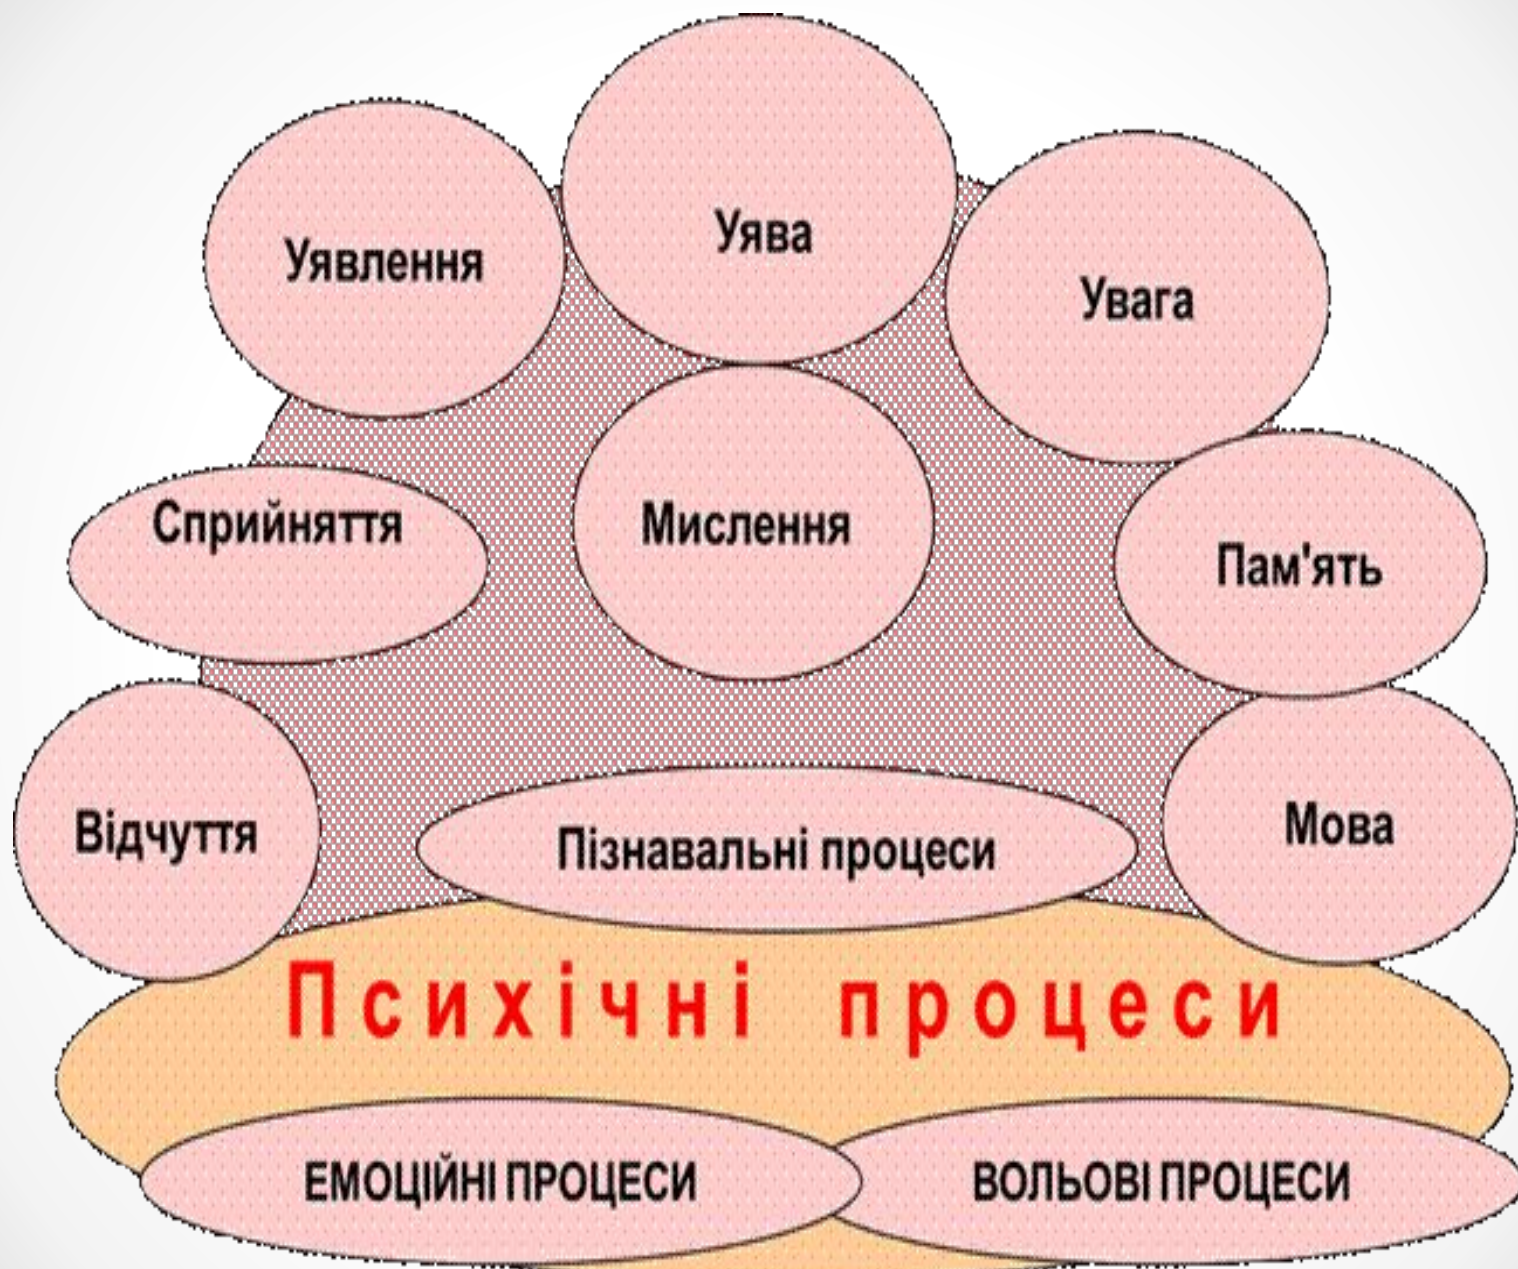 Уява
Уявлення
Увага
Сприйняття
Мислення
Пам'ять
Відчуття
Пізнавальні процеси
Мова
Психічні процеси
ЕМОЦІЙНІ ПРОЦЕСИ
ВОЛЬОВІ ПРОЦЕСИ